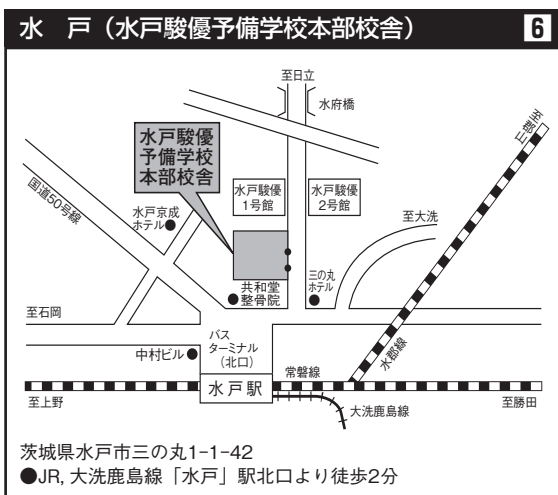 水 戸（水戸駿優予備学校本部校舎）
6
至日立
水府橋
至郡山
水戸駿優
予備学校
本部校舎
水戸駿優
1号館
水戸駿優
2号館
国道50号線
水戸京成
ホテル●
至大洗
共和堂
整骨院
三の丸
ホテル
至石岡
バス
ターミナル
（北口）
中村ビル●
水郡線
常磐線
水戸駅
至上野
至勝田
大洗鹿島線
茨城県水戸市三の丸1-1-42
●JR, 大洗鹿島線「水戸」駅北口より徒歩2分